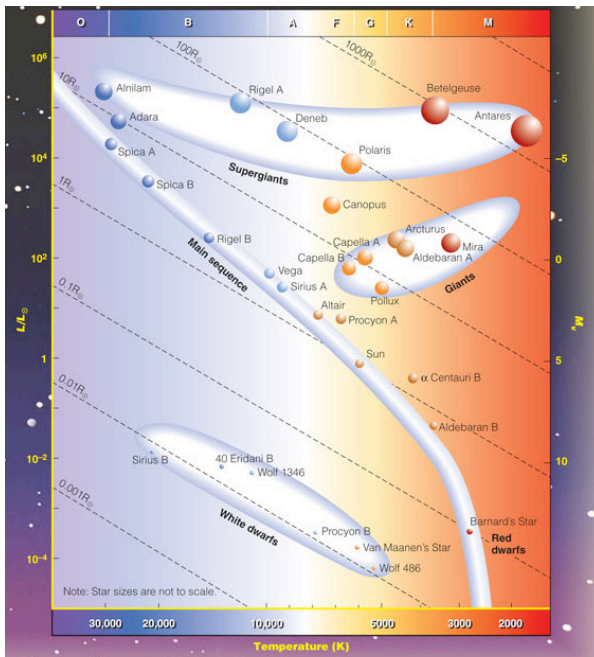 O B A F G K M
100R☉
1000R☉
10⁶
Alnilam
Rigel A
Betelgeuse
10R☉
Deneb
Antares
Adara
Polaris
Spica A
10⁴
-5
Supergiants
Spica B
1R☉
Canopus
Arcturus
Capella A
Rigel B
Mira
10²
Aldebaran A
0
Capella B
Main sequence
Vega
Giants
Sirius A
Pollux
0.1R☉
Altair
Procyon A
L/L☉
Mᵥ
Sun
1
5
α Centauri B
0.01R☉
Aldebaran B
40 Eridani B
10⁻²
Sirius B
10
Wolf 1346
0.001R☉
White dwarfs
Barnard's Star
Procyon B
Red
dwarfs
Van Maanen's Star
10⁻⁴
Wolf 486
Note: Star sizes are not to scale.
30,000 20,000 10,000 5000 3000 2000
Temperature (K)